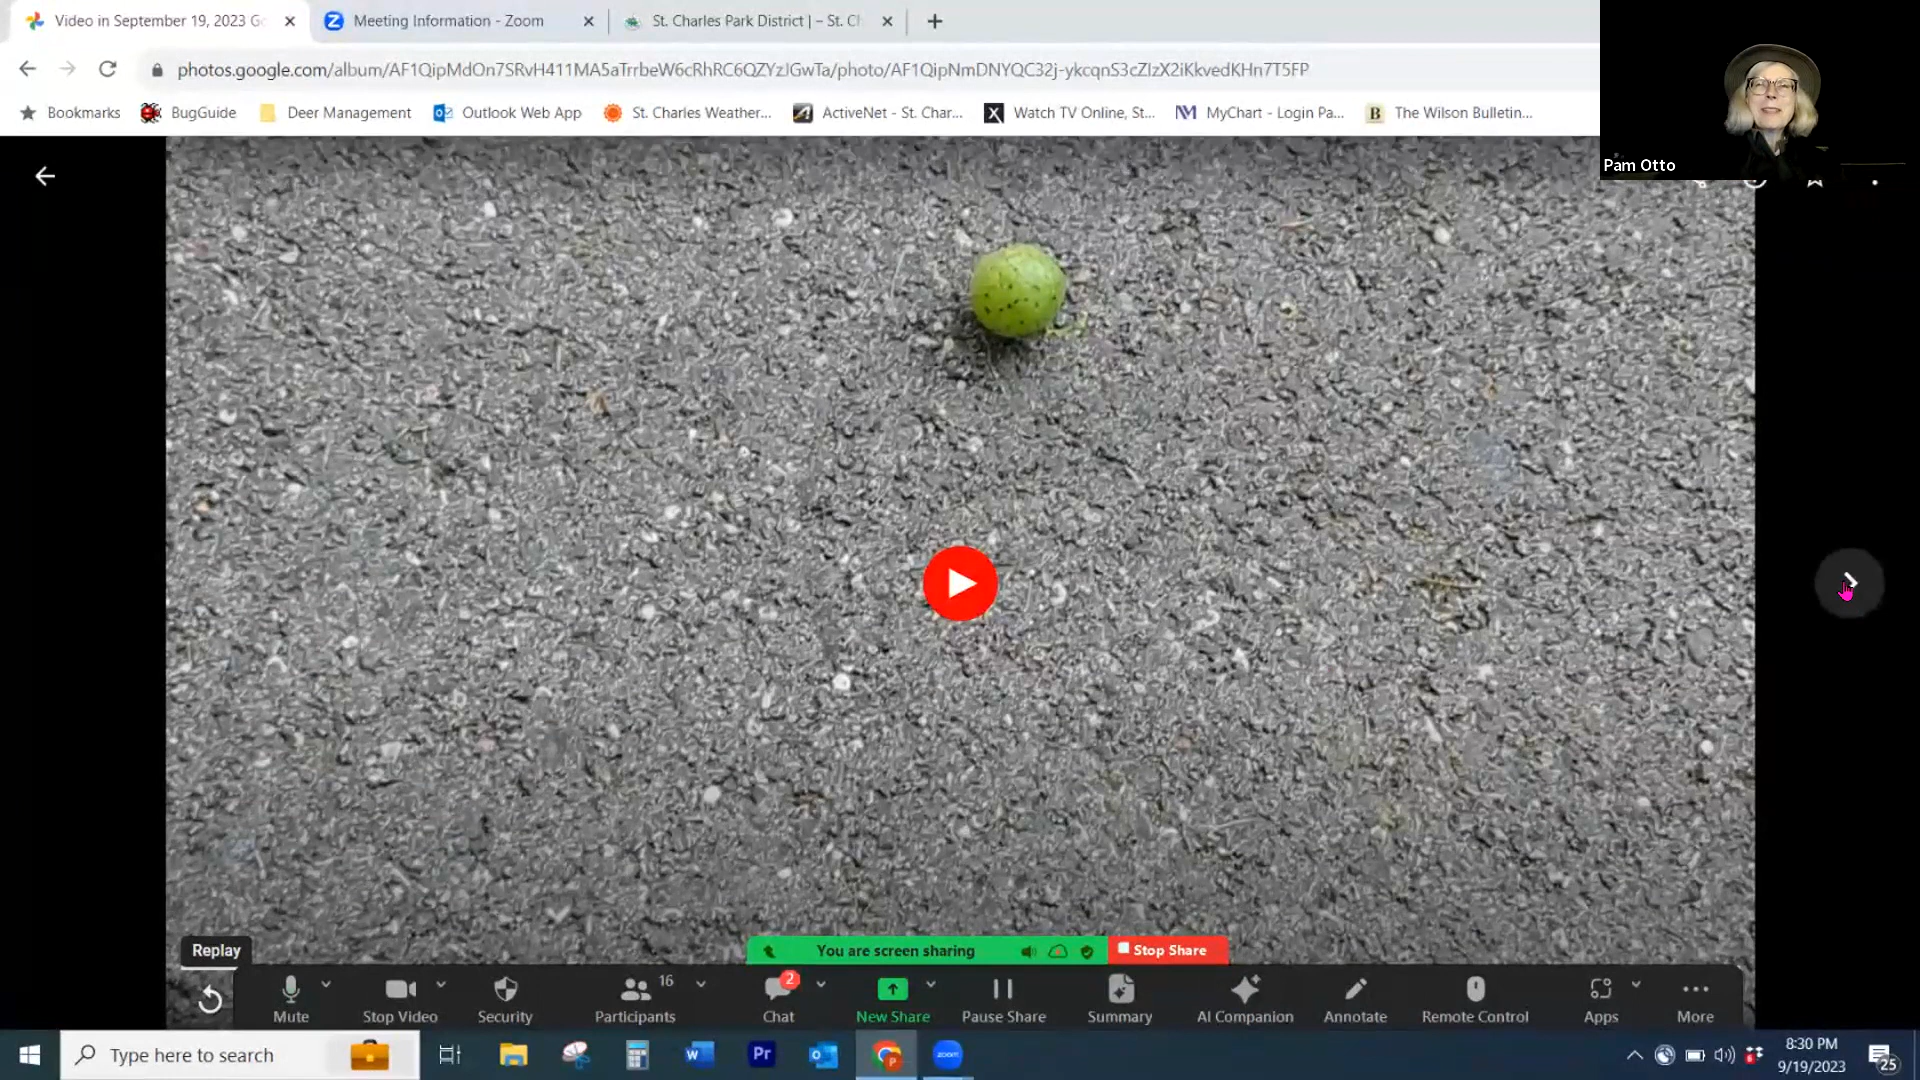 Video in September 19, 2023 G
Meeting Information - Zoom
St. Charles Park District | – St. C
photos.google.com/album/AF1QipMdOn7SRvH411MA5aTrrbeW6cRhRC6QZYzJGwTa/photo/AF1QipNmDNYQC32j-ykcqnS3cZIzX2iKkvedKHn7T5FP
Bookmarks
BugGuide
Deer Management
Outlook Web App
St. Charles Weather...
ActiveNet - St. Char...
Watch TV Online, St...
MyChart - Login Pa...
The Wilson Bulletin...
Pam Otto
Replay
You are screen sharing
Stop Share
Mute
Stop Video
Security
16
Participants
2
Chat
New Share
Pause Share
Summary
AI Companion
Annotate
Remote Control
Apps
More
Type here to search
W
Pr
zoom
8:30 PM
9/19/2023
25